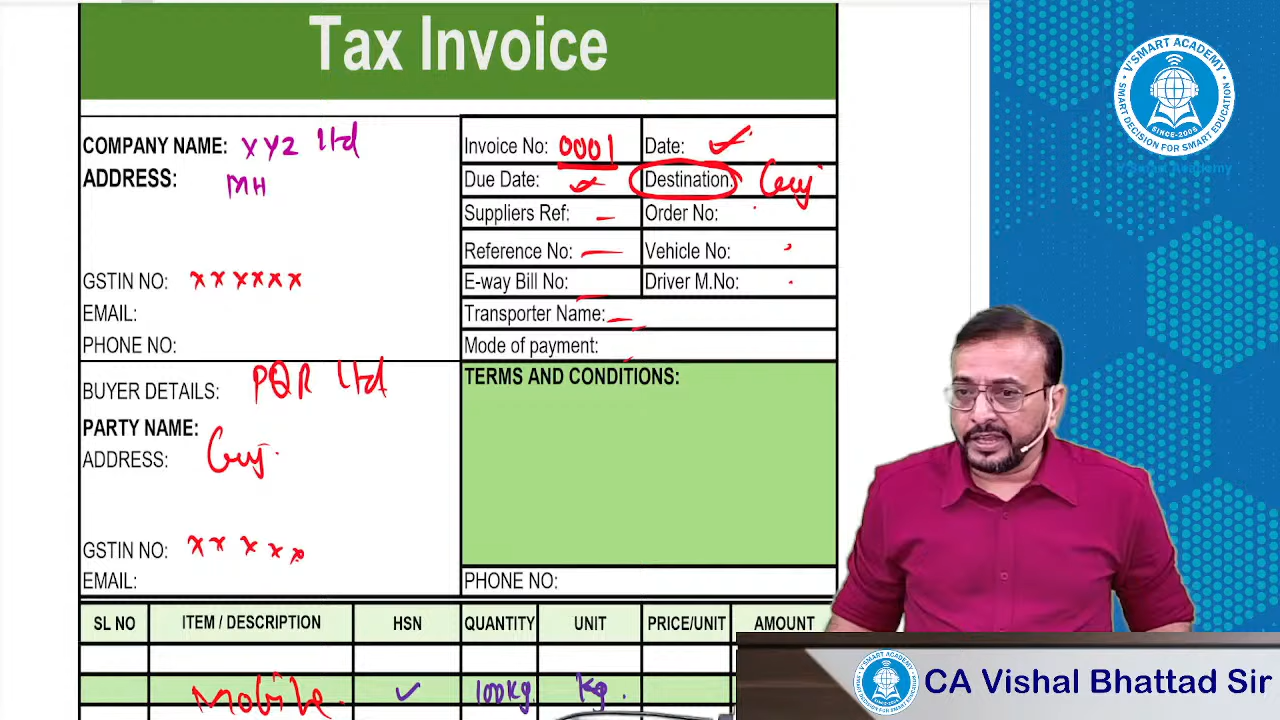 Tax Invoice
COMPANY NAME: XYZ ltd
ADDRESS: MH
GSTIN NO: xxxxxx
EMAIL:
PHONE NO:
Invoice No: 0001 Date: ✓
Due Date: ✓ Destination: Guj
Suppliers Ref: – Order No:
Reference No: – Vehicle No:
E-way Bill No: – Driver M.No:
Transporter Name: –
Mode of payment:
BUYER DETAILS: PQR ltd
PARTY NAME:
ADDRESS: Guj.
GSTIN NO: xxxxx
EMAIL:
TERMS AND CONDITIONS:
PHONE NO:
SL NO ITEM / DESCRIPTION HSN QUANTITY UNIT PRICE/UNIT AMOUNT
Mobile ✓ 100kg kg.
V'SMART ACADEMY
SMART DECISION FOR SMART EDUCATION
SINCE-2006
V'Smart Academy
CA Vishal Bhattad Sir